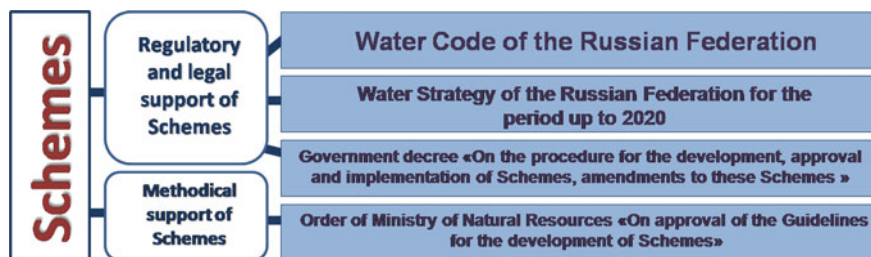 Schemes
Regulatory
and legal
support of
Schemes
Water Code of the Russian Federation
Water Strategy of the Russian Federation for the
period up to 2020
Government decree «On the procedure for the development, approval
and implementation of Schemes, amendments to these Schemes »
Methodical
support of
Schemes
Order of Ministry of Natural Resources «On approval of the Guidelines
for the development of Schemes»